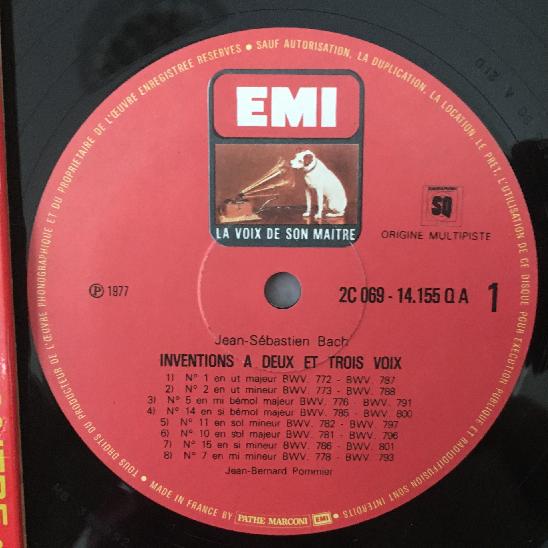 TOUS DROITS DU PRODUCTEUR DE L'ŒUVRE PHONOGRAPHIQUE ET DU PROPRIETAIRE DE L'ŒUVRE ENREGISTREE RESERVES • SAUF AUTORISATION, LA DUPLICATION, LA LOCATION LE PRET, L'UTILISATION DE CE DISQUE POUR EXECUTION PUBLIQUE ET RADIODIFFUSION SONT INTERDITS •
EMI
LA VOIX DE SON MAITRE
SQ
ORIGINE MULTIPISTE
℗ 1977
2C 069 - 14.155 Q A 1
Jean-Sébastien Bach
INVENTIONS A DEUX ET TROIS VOIX
1) N° 1 en ut majeur BWV. 772 - BWV. 787
2) N° 2 en ut mineur BWV. 773 - BWV. 788
3) N° 5 en mi bémol majeur BWV. 776 - BWV. 791
4) N° 14 en si bémol majeur BWV. 785 - BWV. 800
5) N° 11 en sol mineur BWV. 782 - BWV. 797
6) N° 10 en sol majeur BWV. 781 - BWV. 796
7) N° 15 en si mineur BWV. 786 - BWV. 801
8) N° 7 en mi mineur BWV. 778 - BWV. 793
Jean-Bernard Pommier
MADE IN FRANCE BY PATHE MARCONI EMI